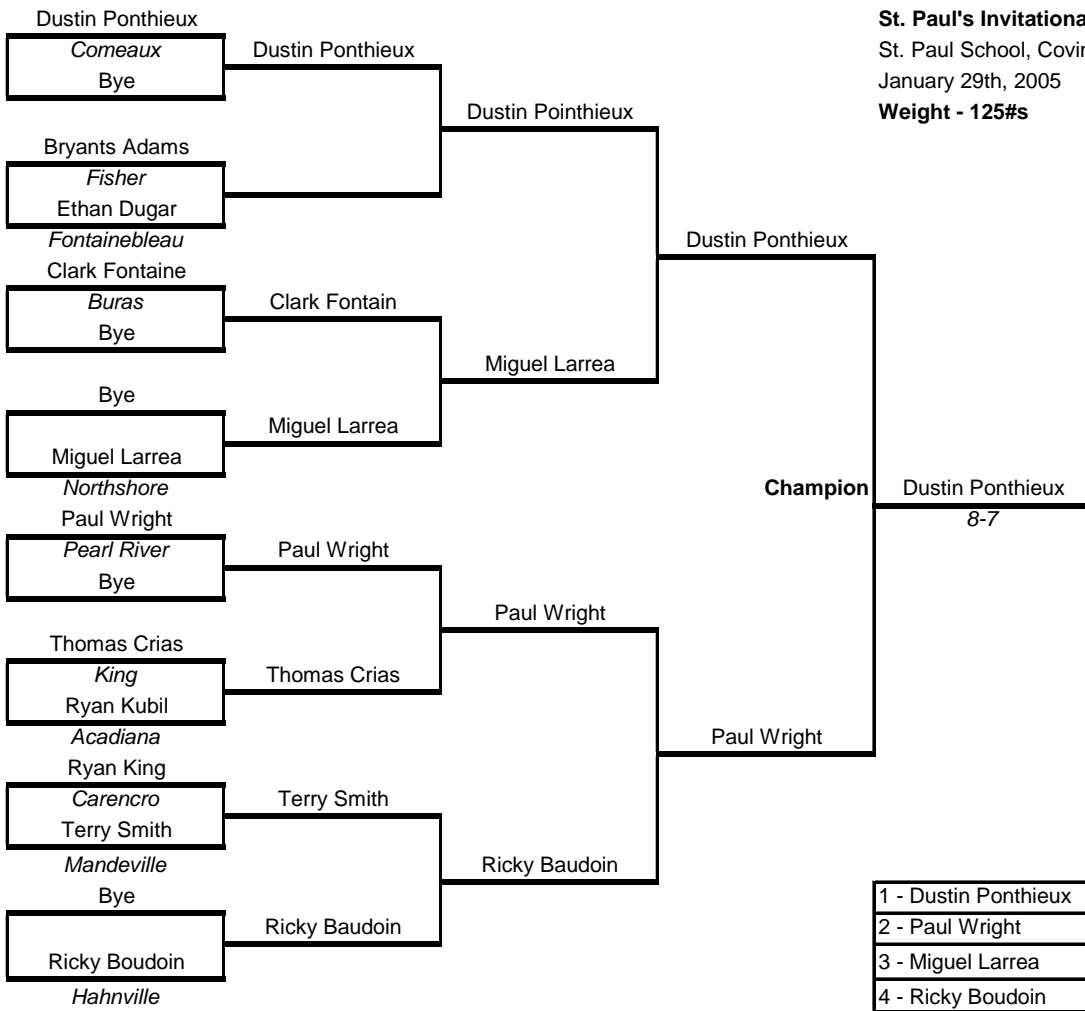 Dustin Ponthieux
Comeaux
Bye
Bryants Adams
Fisher
Ethan Dugar
Fontainebleau
Clark Fontaine
Buras
Bye
Bye
Miguel Larrea
Northshore
Paul Wright
Pearl River
Bye
Thomas Crias
King
Ryan Kubil
Acadiana
Ryan King
Carencro
Terry Smith
Mandeville
Bye
Ricky Boudoin
Hahnville
Dustin Ponthieux
Clark Fontain
Miguel Larrea
Paul Wright
Thomas Crias
Terry Smith
Ricky Baudoin
Dustin Pointhieux
Miguel Larrea
Paul Wright
Ricky Baudoin
Dustin Ponthieux
Paul Wright
Champion
Dustin Ponthieux
8-7
St. Paul's
St. Paul School,
January 29th, 2005
Weight - 125#s
1 - Dustin Ponthieux
2 - Paul Wright
3 - Miguel Larrea
4 - Ricky Boudoin